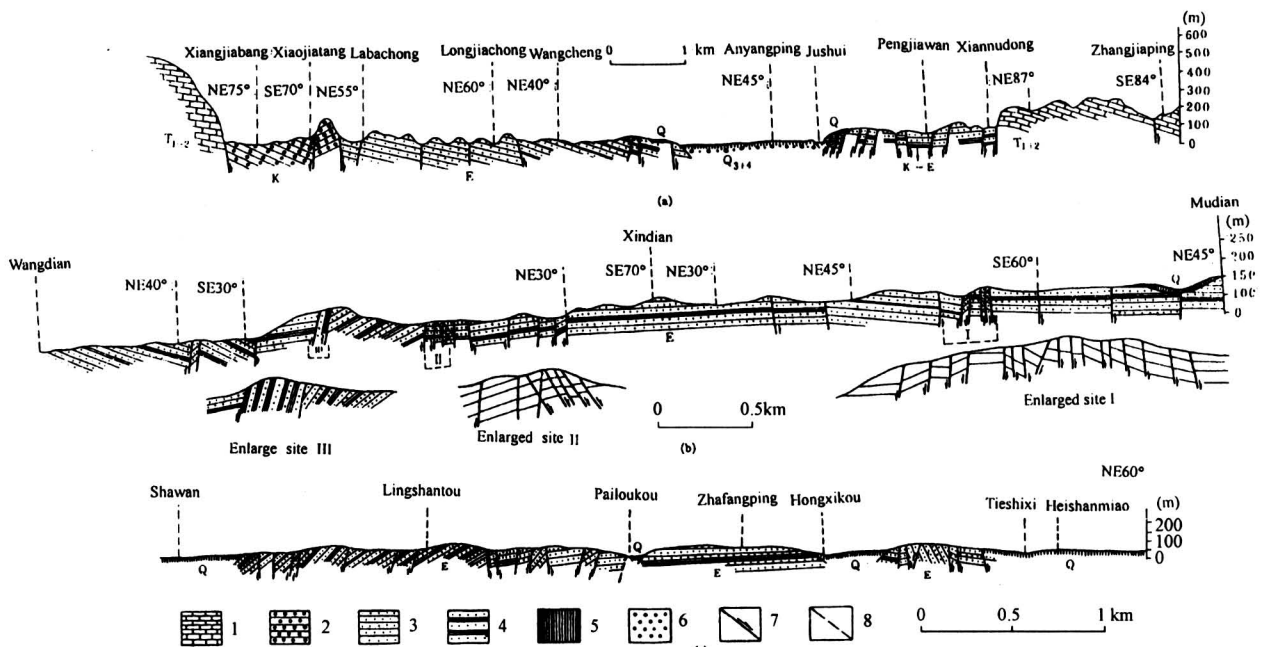 (m)
600
500
400
300
200
100
0
Xiangjiabang Xiaojiatang Labachong Longjiachong Wangcheng 0 1 km Anyangping Jushui Pengjiawan Xiannudong Zhangjiaping
NE75° SE70° NE55° NE60° NE40° NE45° NE87° SE84°
T₁₊₂ K E Q Q₃₊₄ Q K-E T₁₊₂
(a)
Mudian
(m)
250
200
150
100
0
Wangdian Xindian
NE40° SE30° NE30° SE70° NE30° NE45° SE60° NE45°
II E I Q
Enlarge site III
Enlarged site II
0 0.5km
Enlarged site I
(b)
NE60°
Shawan Lingshantou Pailoukou Zhafangping Hongxikou Tieshixi Heishanmiao
(m)
200
100
0
Q E Q E Q E Q
1 2 3 4 5 6 7 8
0 0.5 1 km